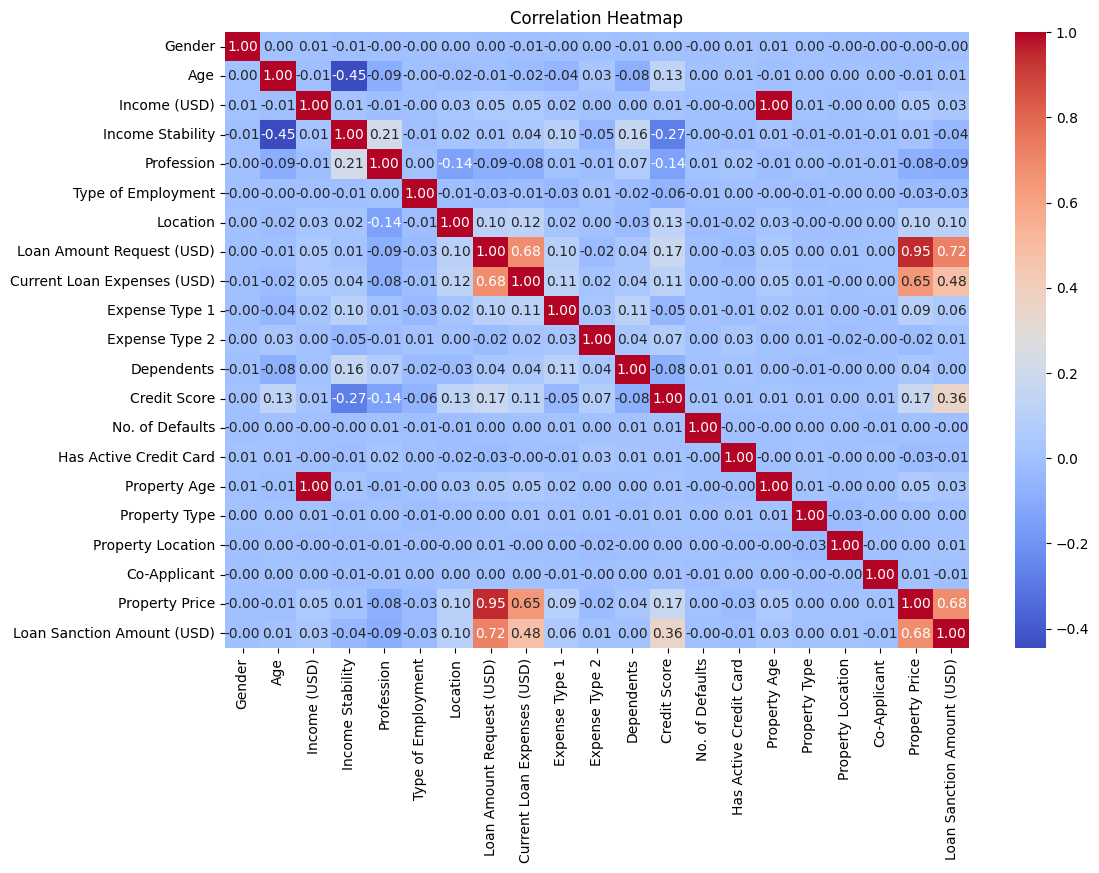 Correlation Heatmap
Gender 1.00 0.00 0.01 -0.01 -0.00 -0.00 -0.00 0.00 0.00 -0.01 -0.00 0.00 -0.01 0.00 -0.00 0.01 0.01 0.00 -0.00 -0.00 -0.00 -0.00
Age 0.00 1.00 -0.01 -0.45 -0.09 -0.00 -0.02 -0.01 -0.02 -0.04 0.03 -0.08 0.13 0.00 0.01 -0.01 0.00 0.00 0.00 -0.01 0.01
Income (USD) 0.01 -0.01 1.00 0.01 -0.01 -0.00 0.03 0.05 0.05 0.02 0.00 0.00 0.01 -0.00 -0.00 1.00 0.01 -0.00 0.00 0.05 0.03
Income Stability -0.01 -0.45 0.01 1.00 0.21 -0.01 0.02 0.01 0.04 0.10 -0.05 0.16 -0.27 -0.00 -0.01 0.01 -0.01 -0.01 -0.01 0.01 -0.04
Profession -0.00 -0.09 -0.01 0.21 1.00 0.00 -0.14 -0.09 -0.08 0.01 -0.01 0.07 -0.14 0.01 0.02 -0.01 0.00 -0.01 -0.01 -0.08 -0.09
Type of Employment -0.00 -0.00 -0.00 -0.01 0.00 1.00 -0.01 -0.03 -0.01 -0.03 0.01 -0.02 -0.06 -0.01 0.00 -0.00 -0.01 -0.00 0.00 -0.03 -0.03
Location 0.00 -0.02 0.03 0.02 -0.14 -0.01 1.00 0.10 0.12 0.02 0.00 -0.03 0.13 -0.01 -0.02 0.03 -0.00 -0.00 0.00 0.10 0.10
Loan Amount Request (USD) 0.00 -0.01 0.05 0.01 -0.09 -0.03 0.10 1.00 0.68 0.10 -0.02 0.04 0.17 0.00 -0.03 0.05 -0.00 0.01 0.00 0.95 0.72
Current Loan Expenses (USD) -0.01 -0.02 0.05 0.04 -0.08 -0.01 0.12 0.68 1.00 0.11 0.02 0.04 0.11 0.00 -0.00 0.05 0.01 -0.00 0.00 0.65 0.48
Expense Type 1 -0.00 -0.04 0.02 0.10 0.01 -0.03 0.02 0.10 0.11 1.00 0.03 0.11 -0.05 0.01 -0.01 0.02 0.01 0.00 -0.01 0.09 0.06
Expense Type 2 0.00 0.03 0.00 -0.05 -0.01 0.01 0.00 -0.02 0.02 0.03 1.00 0.04 0.07 0.00 0.03 0.00 0.01 -0.02 -0.00 -0.02 0.01
Dependents -0.01 -0.08 0.00 0.16 0.07 -0.02 -0.03 0.04 0.04 0.11 0.04 1.00 -0.08 0.01 0.01 0.00 -0.01 -0.00 0.00 0.04 0.00
Credit Score 0.00 0.13 0.01 -0.27 -0.14 -0.06 0.13 0.17 0.11 -0.05 0.07 -0.08 1.00 0.01 0.01 0.01 0.01 0.00 0.01 0.17 0.36
No. of Defaults -0.00 0.00 -0.00 -0.00 0.01 -0.01 -0.01 0.00 0.00 0.01 0.00 0.01 0.01 1.00 -0.00 -0.00 0.00 0.00 -0.01 0.00 -0.00
Has Active Credit Card 0.01 0.01 -0.00 -0.01 0.02 0.00 -0.02 -0.03 -0.00 -0.01 0.03 0.01 0.01 -0.00 1.00 -0.00 0.01 -0.00 0.00 -0.03 -0.01
Property Age 0.01 -0.01 1.00 0.01 -0.01 -0.00 0.03 0.05 0.05 0.02 0.00 0.00 0.01 -0.00 -0.00 1.00 0.01 -0.00 0.00 0.05 0.03
Property Type 0.00 0.00 0.01 -0.01 0.00 -0.01 -0.00 -0.00 0.01 0.01 0.01 -0.01 0.01 0.00 0.01 0.01 1.00 -0.03 -0.00 0.00 0.00
Property Location -0.00 0.00 -0.00 -0.01 -0.01 -0.00 -0.00 0.01 -0.00 0.00 -0.02 -0.00 0.00 0.00 -0.00 -0.00 -0.03 1.00 -0.00 0.00 0.01
Co-Applicant -0.00 0.00 0.00 -0.01 -0.01 0.00 0.00 0.00 0.00 -0.01 -0.00 0.00 0.01 -0.01 0.00 0.00 -0.00 -0.00 1.00 0.01 -0.01
Property Price -0.00 -0.01 0.05 0.01 -0.08 -0.03 0.10 0.95 0.65 0.09 -0.02 0.04 0.17 0.00 -0.03 0.05 0.00 0.00 0.01 1.00 0.68
Loan Sanction Amount (USD) -0.00 0.01 0.03 -0.04 -0.09 -0.03 0.10 0.72 0.48 0.06 0.01 0.00 0.36 -0.00 -0.01 0.03 0.00 0.01 -0.01 0.68 1.00
Gender
Age
Income (USD)
Income Stability
Profession
Type of Employment
Location
Loan Amount Request (USD)
Current Loan Expenses (USD)
Expense Type 1
Expense Type 2
Dependents
Credit Score
No. of Defaults
Has Active Credit Card
Property Age
Property Type
Property Location
Co-Applicant
Property Price
Loan Sanction Amount (USD)
1.0
0.8
0.6
0.4
0.2
0.0
-0.2
-0.4